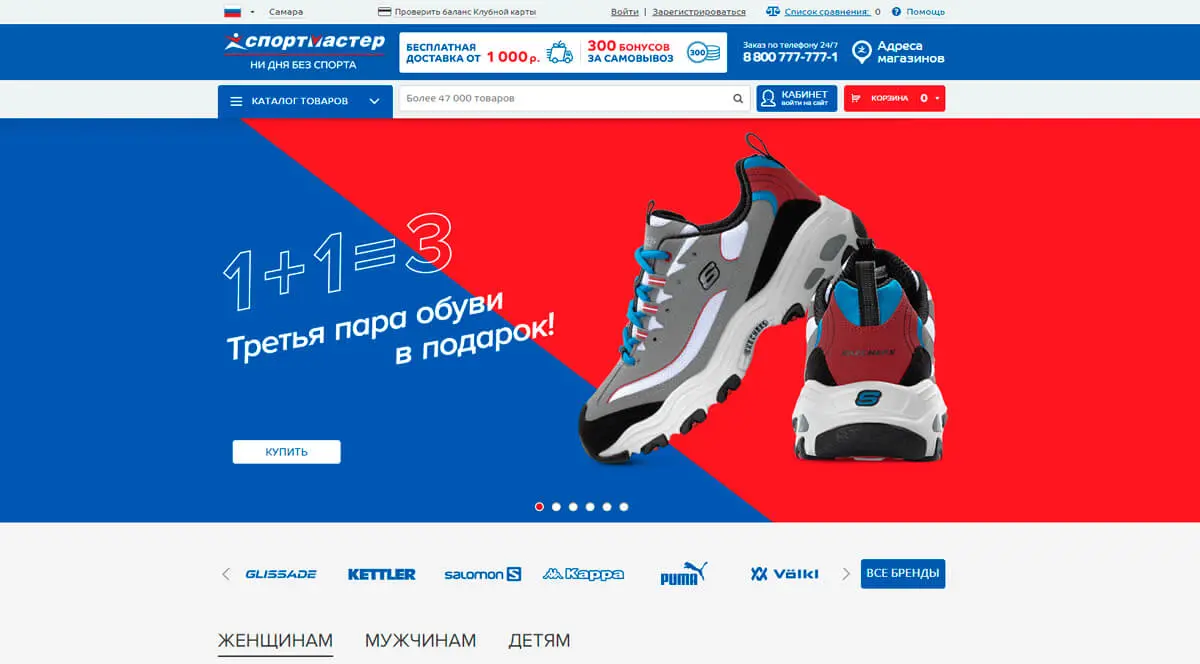 Самара
Проверить баланс Клубной карты
Войти | Зарегистрироваться
Список сравнения: 0
Помощь
спортмастер
НИ ДНЯ БЕЗ СПОРТА
БЕСПЛАТНАЯ
ДОСТАВКА ОТ 1 000 р.
300 БОНУСОВ
ЗА САМОВЫВОЗ
300
Заказ по телефону 24/7
8 800 777-777-1
Адреса
магазинов
КАТАЛОГ ТОВАРОВ
Более 47 000 товаров
КАБИНЕТ
войти на сайт
КОРЗИНА 0
1+1=3
Третья пара обуви
в подарок!
SKECHERS
SKECHERS
КУПИТЬ
GLISSADE
KETTLER
salomon S
Kappa
PUMA
Völkl
ВСЕ БРЕНДЫ
ЖЕНЩИНАМ
МУЖЧИНАМ
ДЕТЯМ